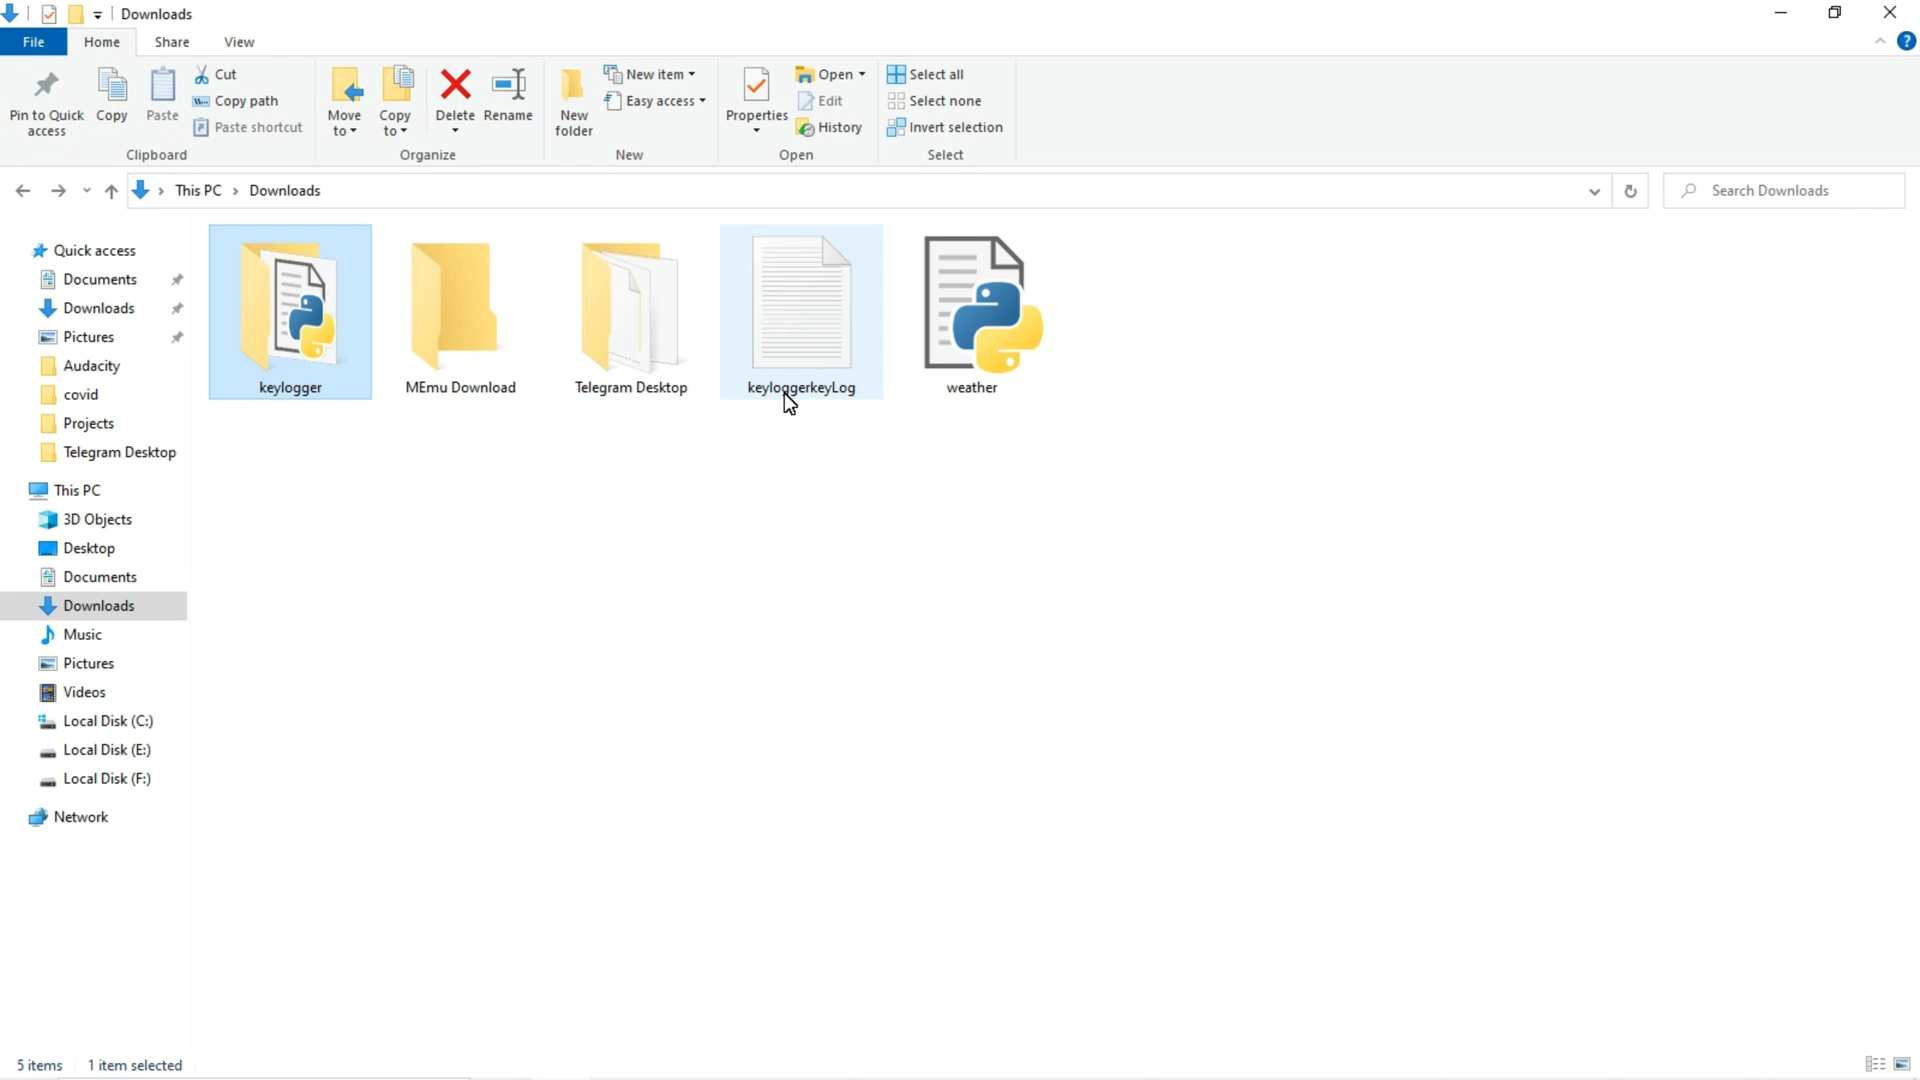 Downloads
File Home Share View
Pin to Quick access
Copy
Paste
Cut
Copy path
Paste shortcut
Clipboard
Move to
Copy to
Delete
Rename
Organize
New folder
New item
Easy access
New
Properties
Open
Edit
History
Open
Select all
Select none
Invert selection
Select
This PC > Downloads
Search Downloads
Quick access
Documents
Downloads
Pictures
Audacity
covid
Projects
Telegram Desktop
This PC
3D Objects
Desktop
Documents
Downloads
Music
Pictures
Videos
Local Disk (C:)
Local Disk (E:)
Local Disk (F:)
Network
keylogger
MEmu Download
Telegram Desktop
keyloggerkeyLog
weather
5 items 1 item selected